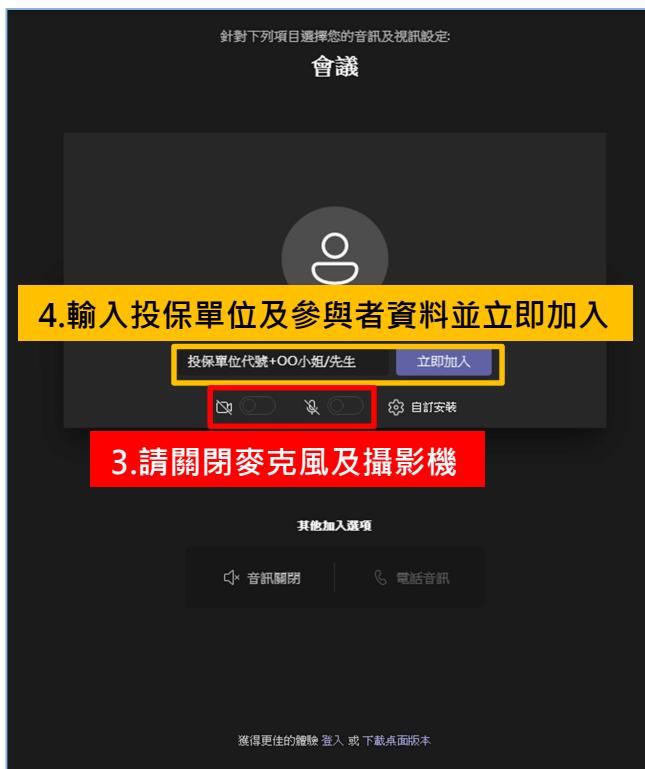 針對下列項目選擇您的音訊及視訊設定:
會議
4.輸入投保單位及參與者資料並立即加入
投保單位代號+OO小姐/先生 立即加入
自訂安裝
3.請關閉麥克風及攝影機
其他加入選項
音訊關閉 電話音訊
獲得更佳的體驗 登入 或 下載桌面版本